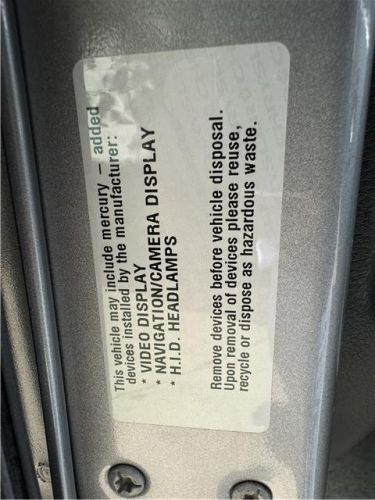 This vehicle may include mercury – added
devices installed by the manufacturer:
* VIDEO DISPLAY
* NAVIGATION/CAMERA DISPLAY
* H.I.D. HEADLAMPS
Remove devices before vehicle disposal.
Upon removal of devices please reuse,
recycle or dispose as hazardous waste.